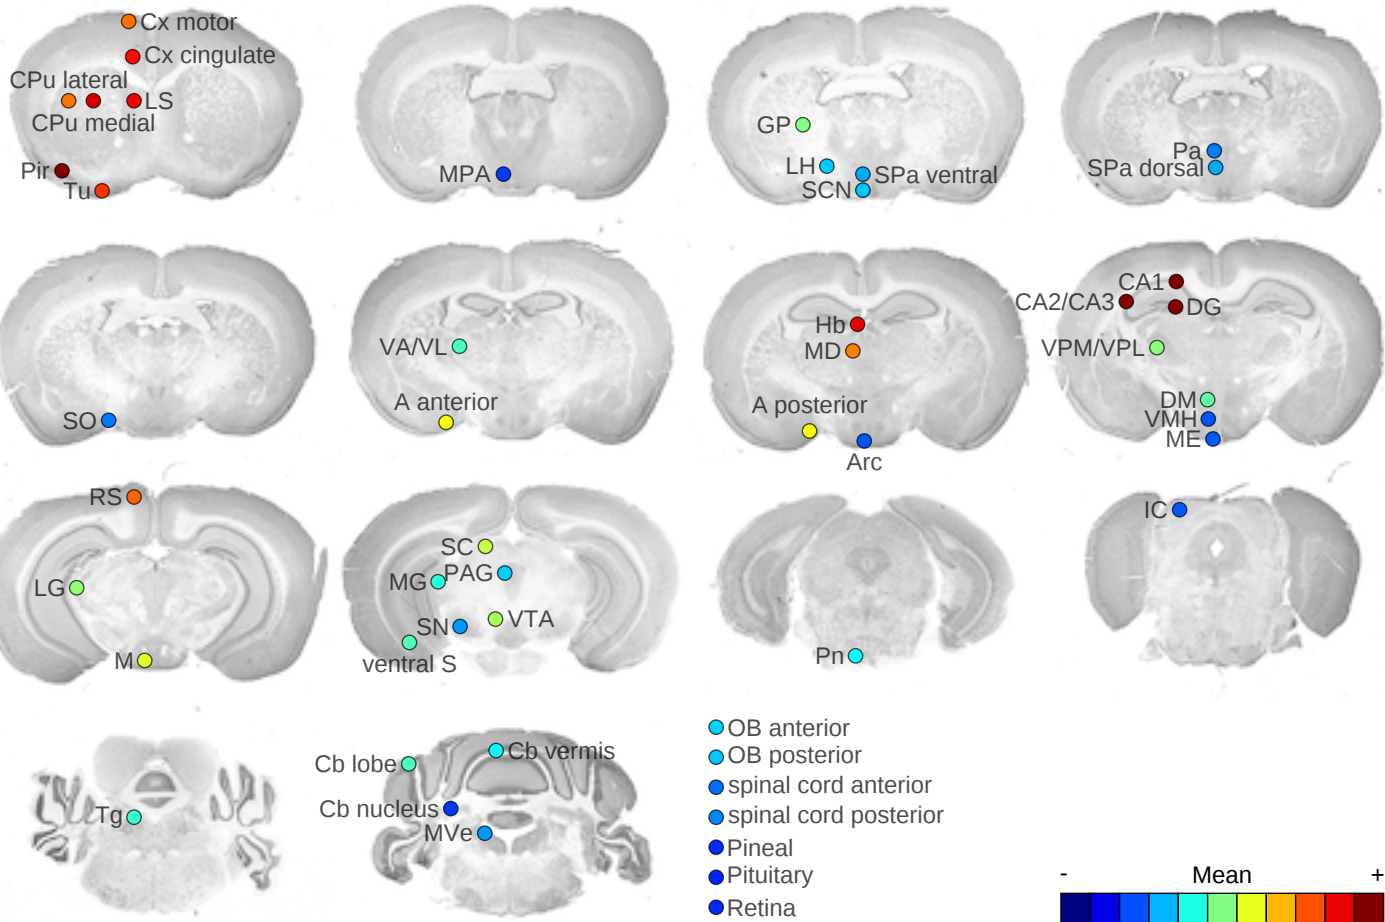 Cx motor
Cx cingulate
CPu lateral
LS
CPu medial
Pir
Tu
MPA
GP
LH
SPa ventral
SCN
Pa
SPa dorsal
SO
VA/VL
A anterior
Hb
MD
A posterior
Arc
CA1
CA2/CA3
DG
VPM/VPL
DM
VMH
ME
RS
LG
M
SC
MG
PAG
SN
VTA
ventral S
Pn
IC
Tg
Cb lobe
Cb vermis
Cb nucleus
MVe
OB anterior
OB posterior
spinal cord anterior
spinal cord posterior
Pineal
Pituitary
Retina
- Mean +